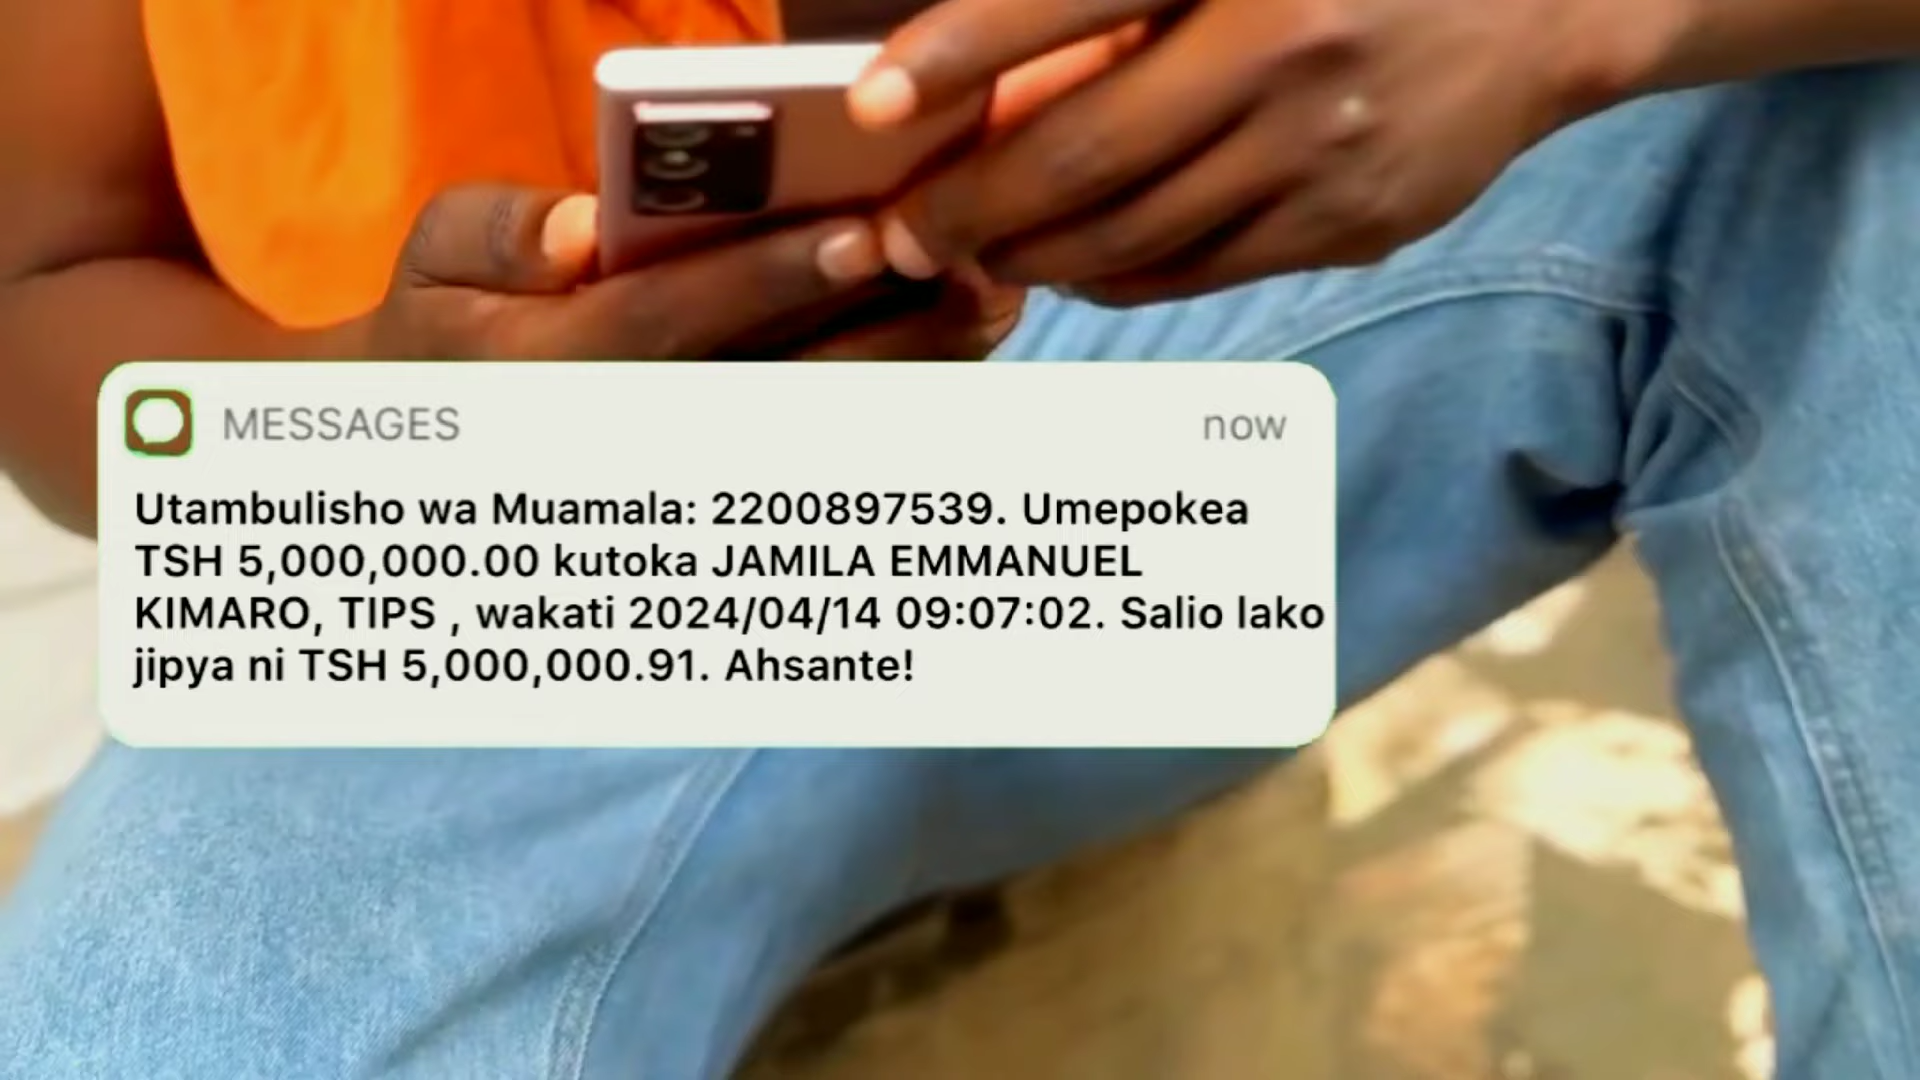 MESSAGES now
Utambulisho wa Muamala: 2200897539. Umepokea
TSH 5,000,000.00 kutoka JAMILA EMMANUEL
KIMARO, TIPS , wakati 2024/04/14 09:07:02. Salio lako
jipya ni TSH 5,000,000.91. Ahsante!